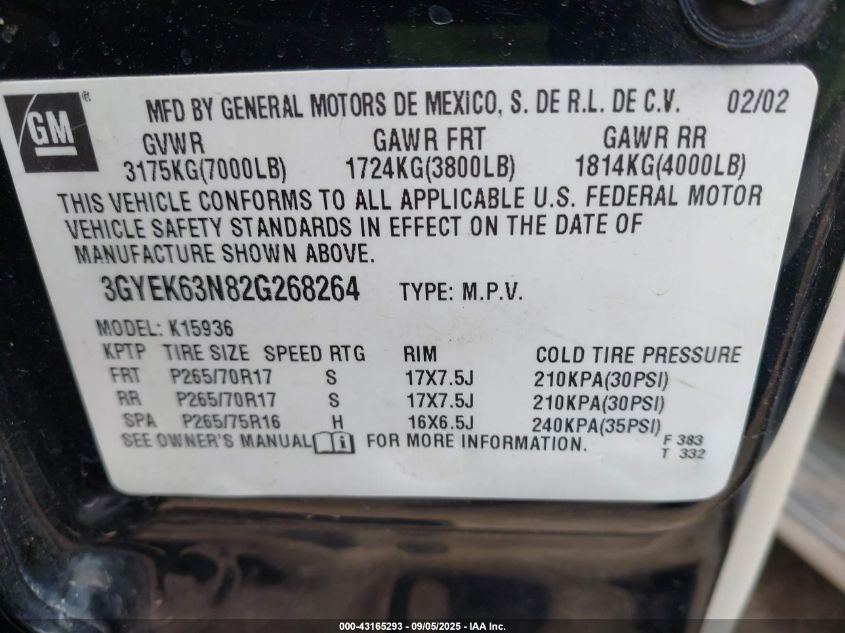 GM ®
MFD BY GENERAL MOTORS DE MEXICO, S. DE R.L. DE C.V. 02/02
GVWR GAWR FRT GAWR RR
3175KG(7000LB) 1724KG(3800LB) 1814KG(4000LB)
THIS VEHICLE CONFORMS TO ALL APPLICABLE U.S. FEDERAL MOTOR
VEHICLE SAFETY STANDARDS IN EFFECT ON THE DATE OF
MANUFACTURE SHOWN ABOVE.
3GYEK63N82G268264 TYPE: M.P.V.
MODEL: K15936
KPTP TIRE SIZE SPEED RTG RIM COLD TIRE PRESSURE
FRT P265/70R17 S 17X7.5J 210KPA(30PSI)
RR P265/70R17 S 17X7.5J 210KPA(30PSI)
SPA P265/75R16 H 16X6.5J 240KPA(35PSI)
SEE OWNER'S MANUAL i FOR MORE INFORMATION.
F 383
T 332
000-43165293 - 09/05/2025 - IAA Inc.